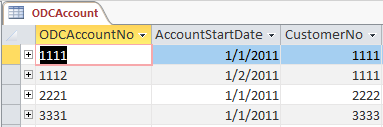 ODCAccount
ODCAccountNo AccountStartDate CustomerNo
1111 1/1/2011 1111
1112 1/2/2011 1111
2221 1/1/2011 2222
3331 1/1/2011 3333